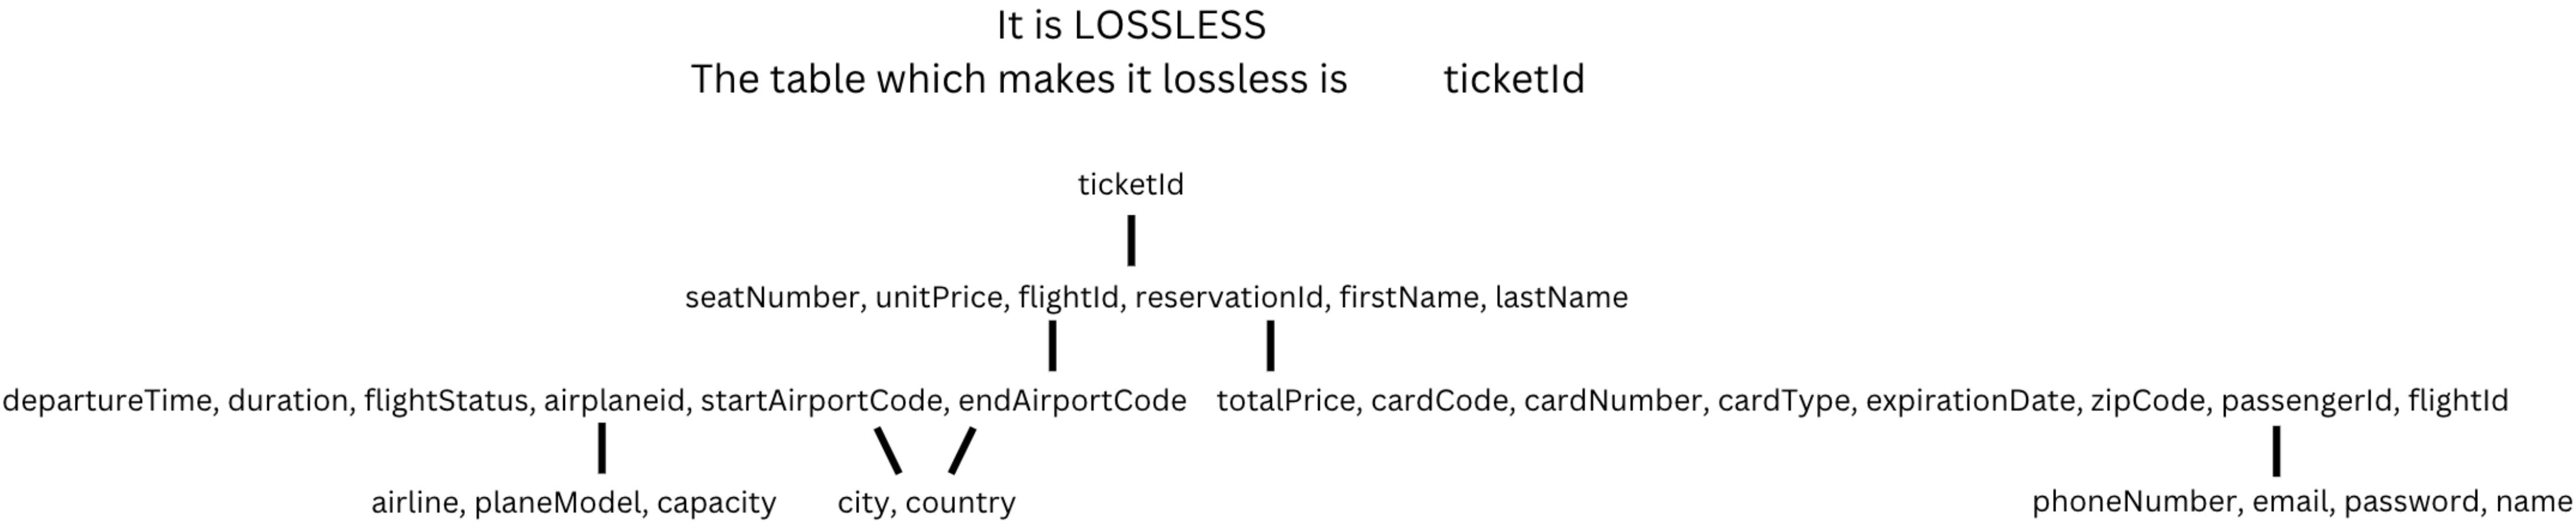 It is LOSSLESS
The table which makes it lossless is ticketId
ticketId
seatNumber, unitPrice, flightId, reservationId, firstName, lastName
departureTime, duration, flightStatus, airplaneid, startAirportCode, endAirportCode totalPrice, cardCode, cardNumber, cardType, expirationDate, zipCode, passengerId, flightId
airline, planeModel, capacity city, country phoneNumber, email, password, name